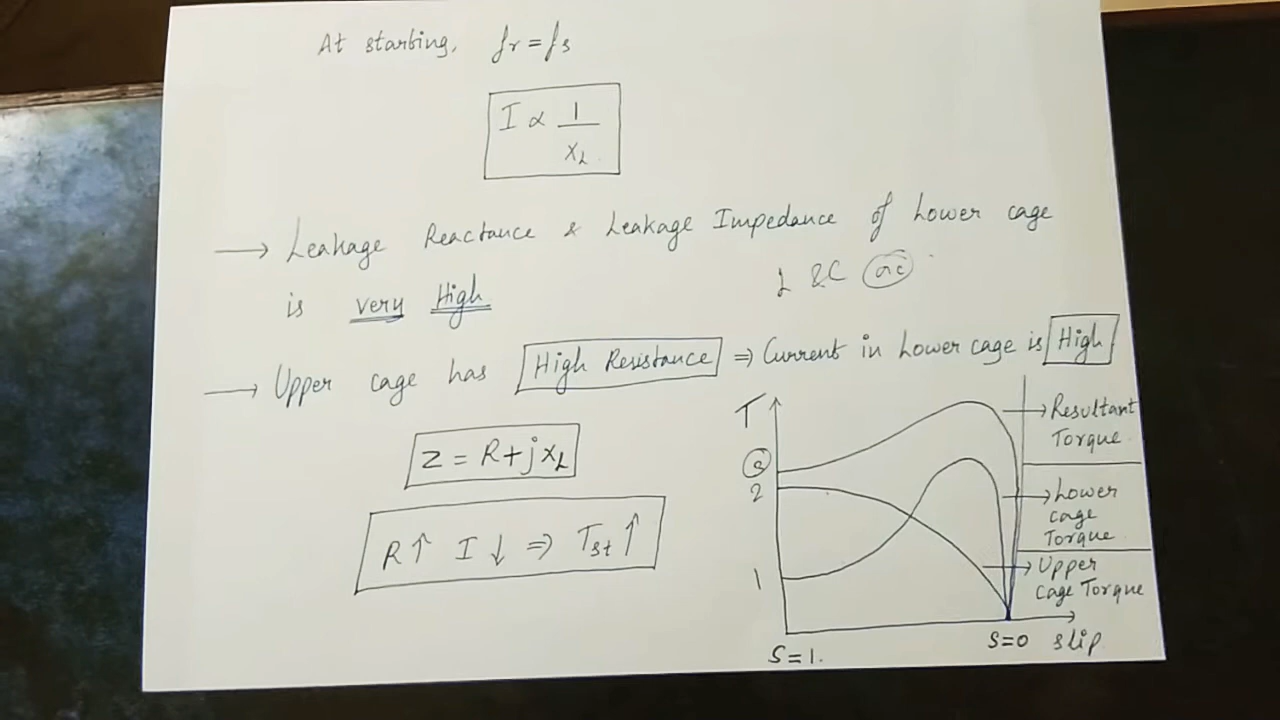 At starting, fr = fs
I ∝ 1/XL
→ Leakage Reactance & Leakage Impedance of Lower cage
is very High
L & C ac
→ Upper cage has High Resistance ⇒ Current in Lower cage is High
Z = R + jXL
R↑ I↓ ⇒ Tst↑
T
2
1
S=1.
S=0 slip
→ Resultant
Torque
→ Lower
cage
Torque
→ Upper
cage Torque